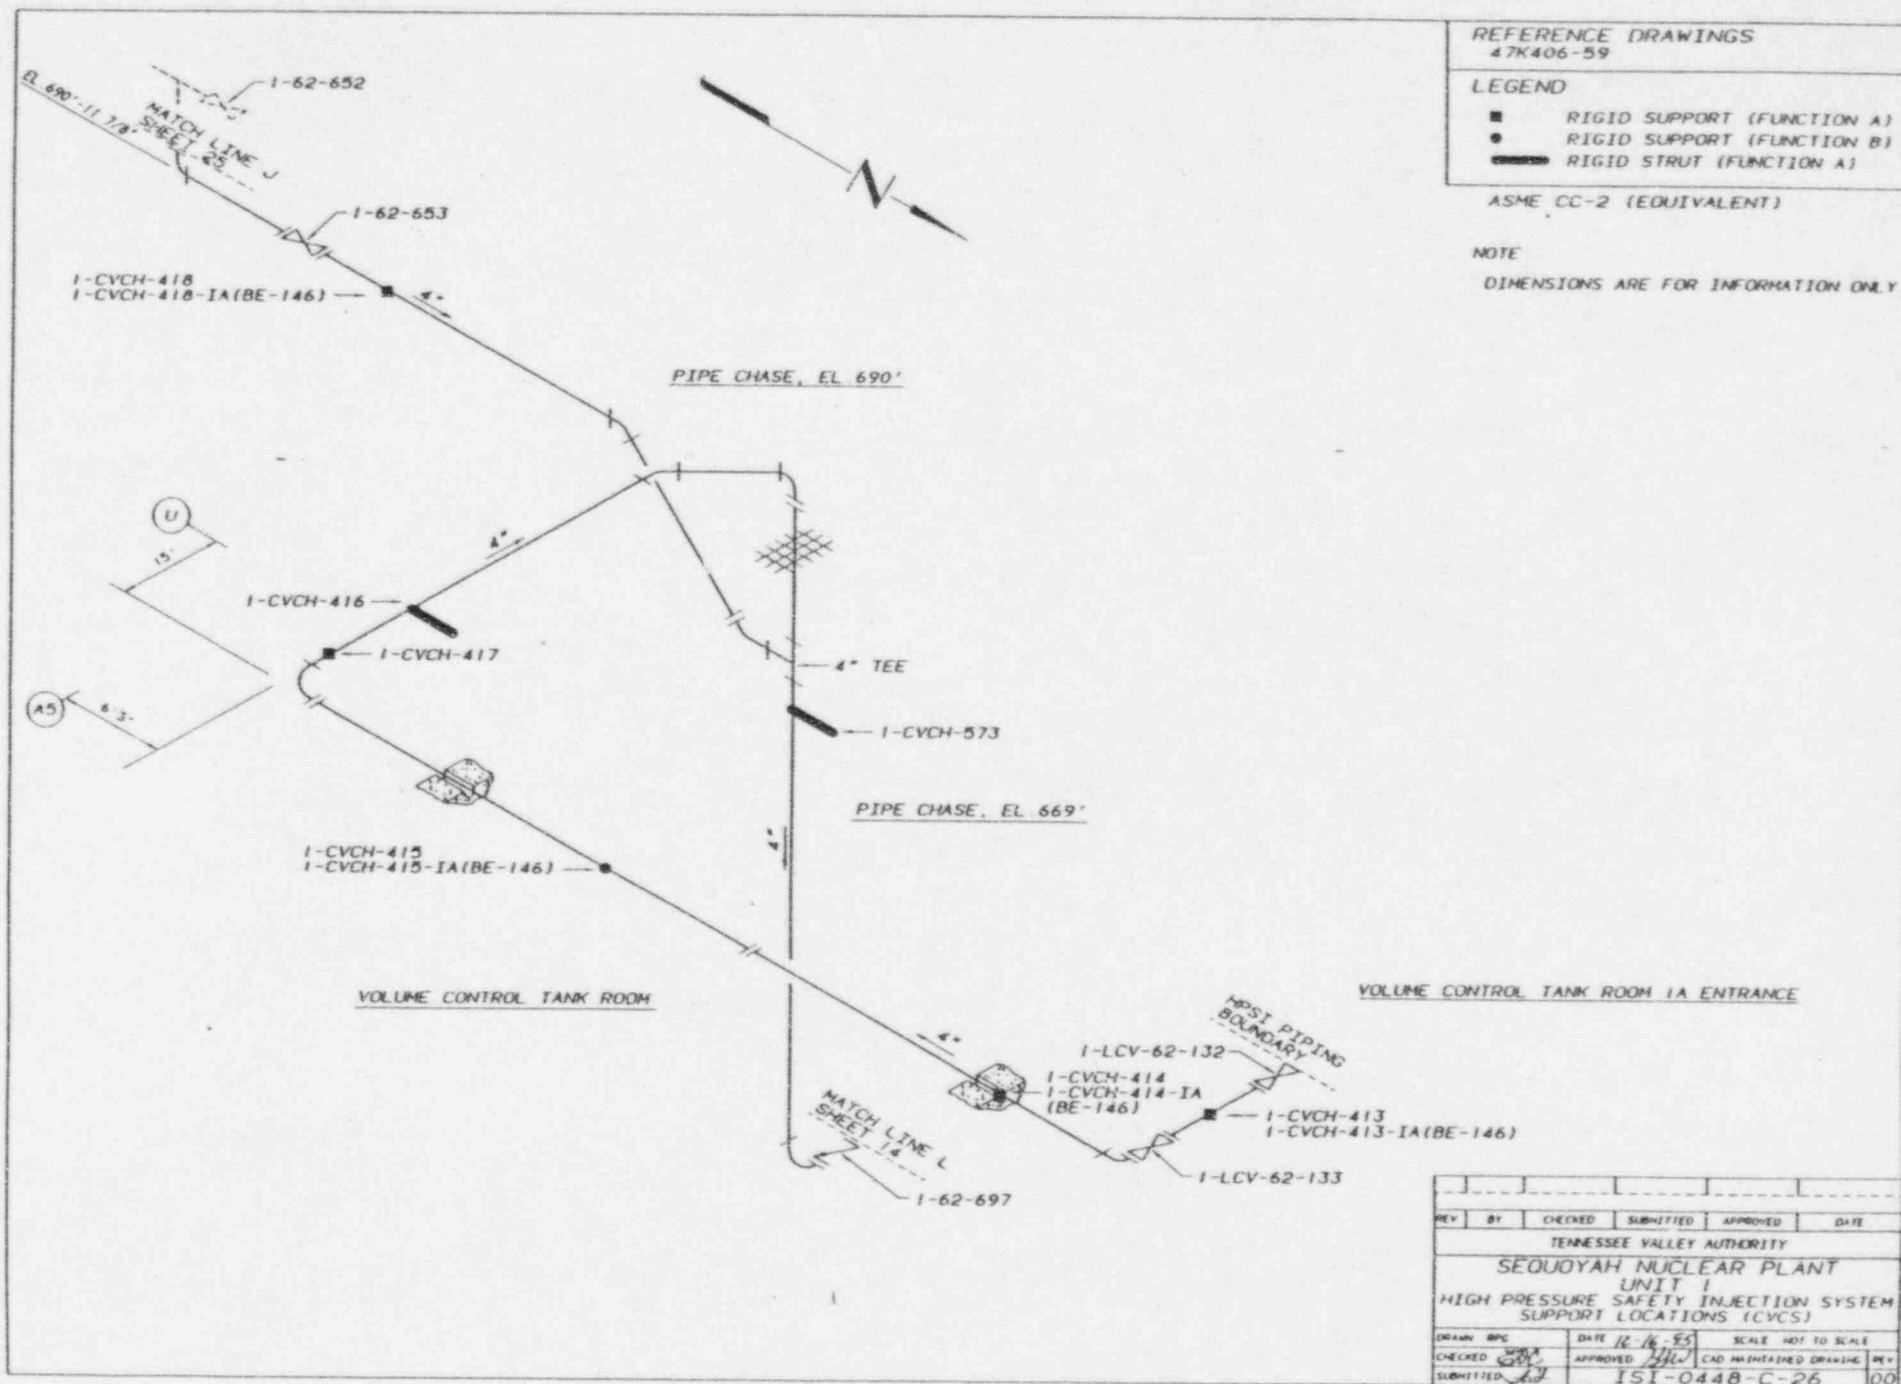 REFERENCE DRAWINGS
47K406-59
LEGEND
RIGID SUPPORT (FUNCTION A)
RIGID SUPPORT (FUNCTION B)
RIGID STRUT (FUNCTION A)
ASME CC-2 (EQUIVALENT)
NOTE
DIMENSIONS ARE FOR INFORMATION ONLY
1-62-652
EL 690'-11 7/8"
MATCH LINE J
SHEET 25
N
1-62-653
1-CVCH-418
1-CVCH-418-IA(BE-146)
4"
PIPE CHASE, EL 690'
U
15'
4"
1-CVCH-416
1-CVCH-417
4" TEE
A5
6'3"
1-CVCH-573
PIPE CHASE, EL 669'
4"
1-CVCH-415
1-CVCH-415-IA(BE-146)
VOLUME CONTROL TANK ROOM
VOLUME CONTROL TANK ROOM 1A ENTRANCE
HPSI PIPING
BOUNDARY
4"
1-LCV-62-132
1-CVCH-414
1-CVCH-414-IA
(BE-146)
1-CVCH-413
1-CVCH-413-IA(BE-146)
MATCH LINE L
SHEET 14
1-LCV-62-133
1-62-697
REV BY CHECKED SUBMITTED APPROVED DATE
TENNESSEE VALLEY AUTHORITY
SEQUOYAH NUCLEAR PLANT
UNIT 1
HIGH PRESSURE SAFETY INJECTION SYSTEM
SUPPORT LOCATIONS (CVCS)
DRAWN RPG DATE 12-16-95 SCALE NOT TO SCALE
CHECKED APPROVED CAD MAINTAINED DRAWING REV
SUBMITTED ISI-0448-C-26 00